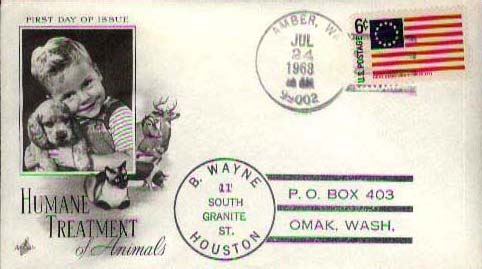 FIRST DAY OF ISSUE
HUMANE
TREATMENT
of Animals
AMBER, WA
JUL
24
1968
99002
6¢
U.S. POSTAGE
B. WAYNE
11
SOUTH
GRANITE
ST.
HOUSTON
P. O. BOX 403
OMAK, WASH.